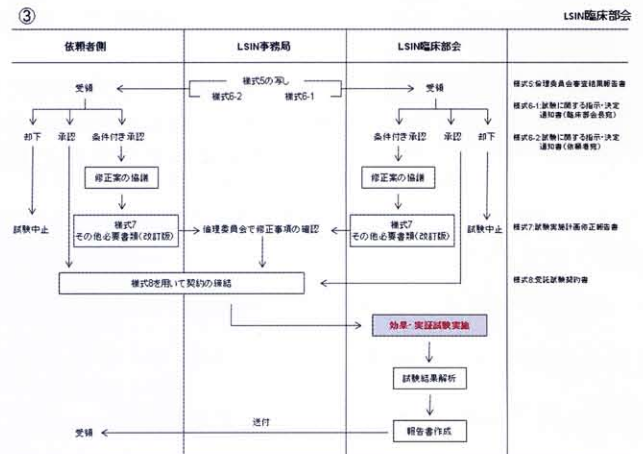 ③
LSIN臨床部会
依頼者側
LSIN事務局
LSIN臨床部会
受領
様式5の写し
様式6-2
様式6-1
受領
様式5:倫理委員会審査結果報告書
様式6-1:試験に関する指示・決定
通知書(臨床部会長宛)
様式6-2:試験に関する指示・決定
通知書(依頼者宛)
却下
承認
条件付き承認
条件付き承認
承認
却下
修正案の協議
修正案の協議
試験中止
様式7
その他必要書類(改訂版)
倫理委員会で修正事項の確認
様式7
その他必要書類(改訂版)
試験中止
様式7:試験実施計画修正報告書
様式8を用いて契約の締結
様式8:受託試験契約書
効果・実証試験実施
試験結果解析
送付
受領
報告書作成